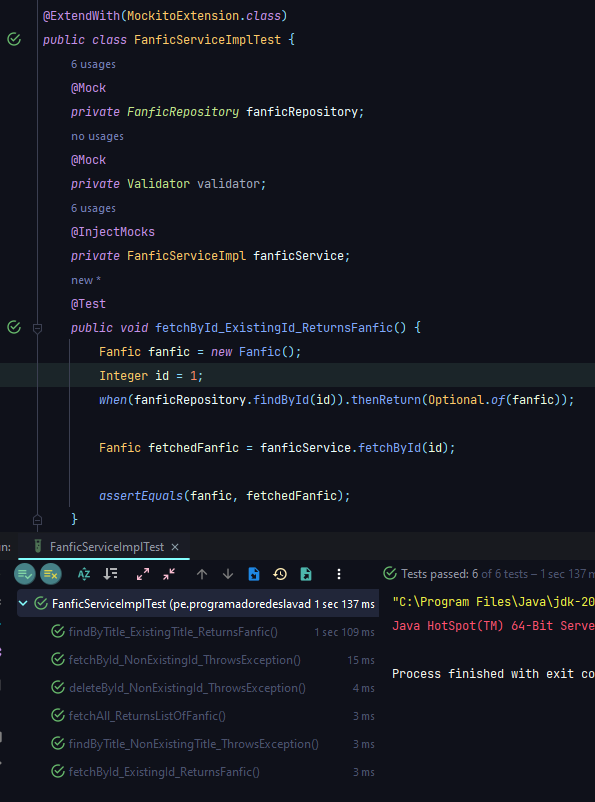 @ExtendWith(MockitoExtension.class)
public class FanficServiceImplTest {
6 usages
@Mock
private FanficRepository fanficRepository;
no usages
@Mock
private Validator validator;
6 usages
@InjectMocks
private FanficServiceImpl fanficService;
new *
@Test
public void fetchById_ExistingId_ReturnsFanfic() {
Fanfic fanfic = new Fanfic();
Integer id = 1;
when(fanficRepository.findById(id)).thenReturn(Optional.of(fanfic));
Fanfic fetchedFanfic = fanficService.fetchById(id);
assertEquals(fanfic, fetchedFanfic);
}
n: FanficServiceImplTest ×
Tests passed: 6 of 6 tests – 1 sec 137 m
FanficServiceImplTest (pe.programadoredeslavad 1 sec 137 ms
findByTitle_ExistingTitle_ReturnsFanfic() 1 sec 109 ms
fetchById_NonExistingId_ThrowsException() 15 ms
deleteById_NonExistingId_ThrowsException() 4 ms
fetchAll_ReturnsListOfFanfic() 3 ms
findByTitle_NonExistingTitle_ThrowsException() 3 ms
fetchById_ExistingId_ReturnsFanfic() 3 ms
"C:\Program Files\Java\jdk-20
Java HotSpot(TM) 64-Bit Serve
Process finished with exit co